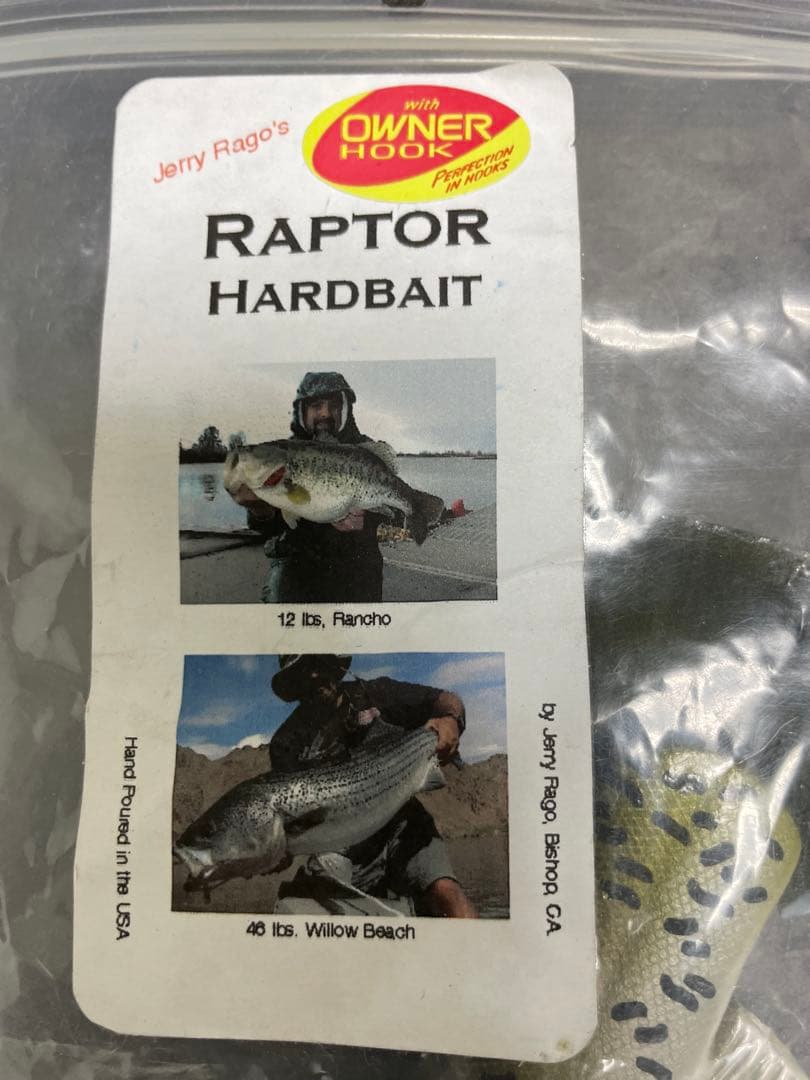 Jerry Rago's
with
OWNER
HOOK
PERFECTION
IN HOOKS
RAPTOR
HARDBAIT
12 lbs, Rancho
46 lbs. Willow Beach
Hand Poured in the USA
by Jerry Rago, Bishop, CA